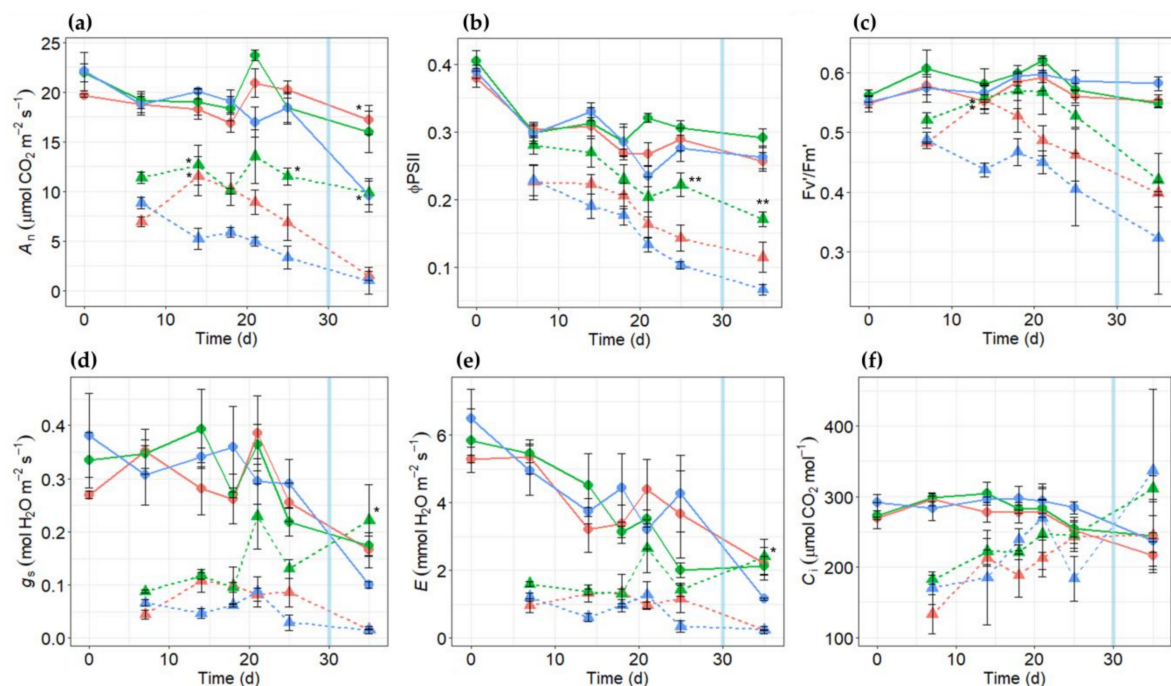 (a) (b) (c)
25
20
15
10
5
0
Aₙ (μmol CO₂ m⁻² s⁻¹)
* * * * *
0 10 20 30
Time (d)
0.4
0.3
0.2
0.1
ϕPSII
** **
0 10 20 30
Time (d)
0.6
0.5
0.4
0.3
Fv'/Fm'
* *
0 10 20 30
Time (d)
(d) (e) (f)
0.4
0.3
0.2
0.1
0.0
gₛ (mol H₂O m⁻² s⁻¹)
*
0 10 20 30
Time (d)
6
4
2
0
E (mmol H₂O m⁻² s⁻¹)
*
0 10 20 30
Time (d)
400
300
200
100
Cᵢ (μmol CO₂ mol⁻¹)
0 10 20 30
Time (d)